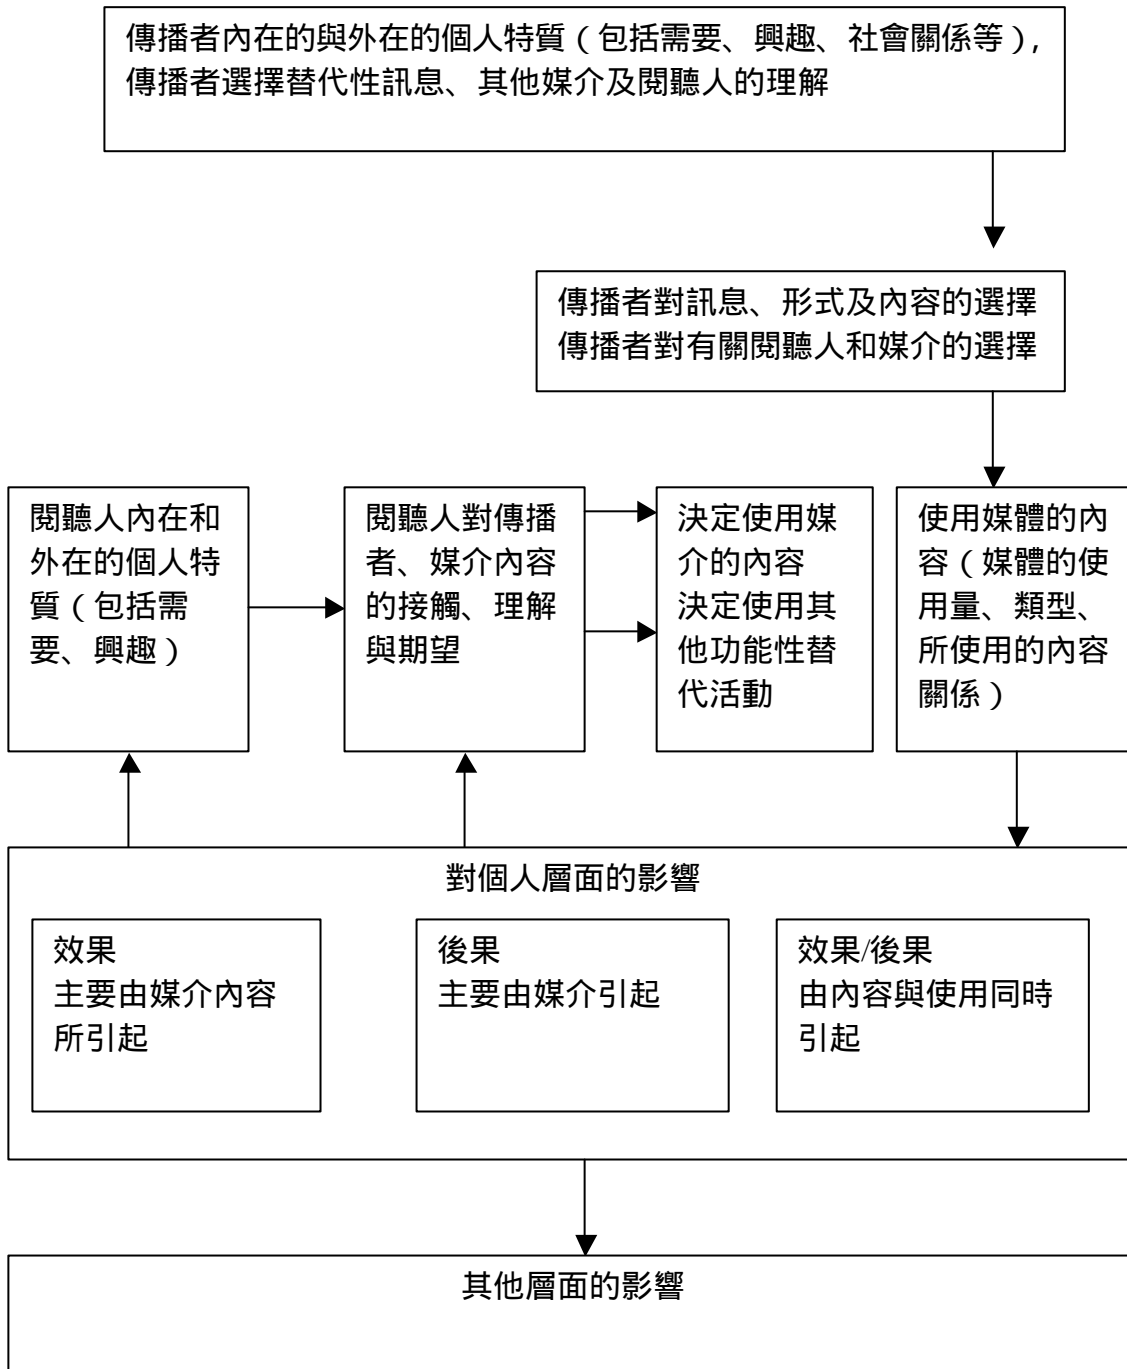 傳播者內在的與外在的個人特質（包括需要、興趣、社會關係等），
傳播者選擇替代性訊息、其他媒介及閱聽人的理解
傳播者對訊息、形式及內容的選擇
傳播者對有關閱聽人和媒介的選擇
閱聽人內在和
外在的個人特
質（包括需
要、興趣）
閱聽人對傳播
者、媒介內容
的接觸、理解
與期望
決定使用媒
介的內容
決定使用其
他功能性替
代活動
使用媒體的內
容（媒體的使
用量、類型、
所使用的內容
關係）
對個人層面的影響
效果
主要由媒介內容
所引起
後果
主要由媒介引起
效果/後果
由內容與使用同時
引起
其他層面的影響